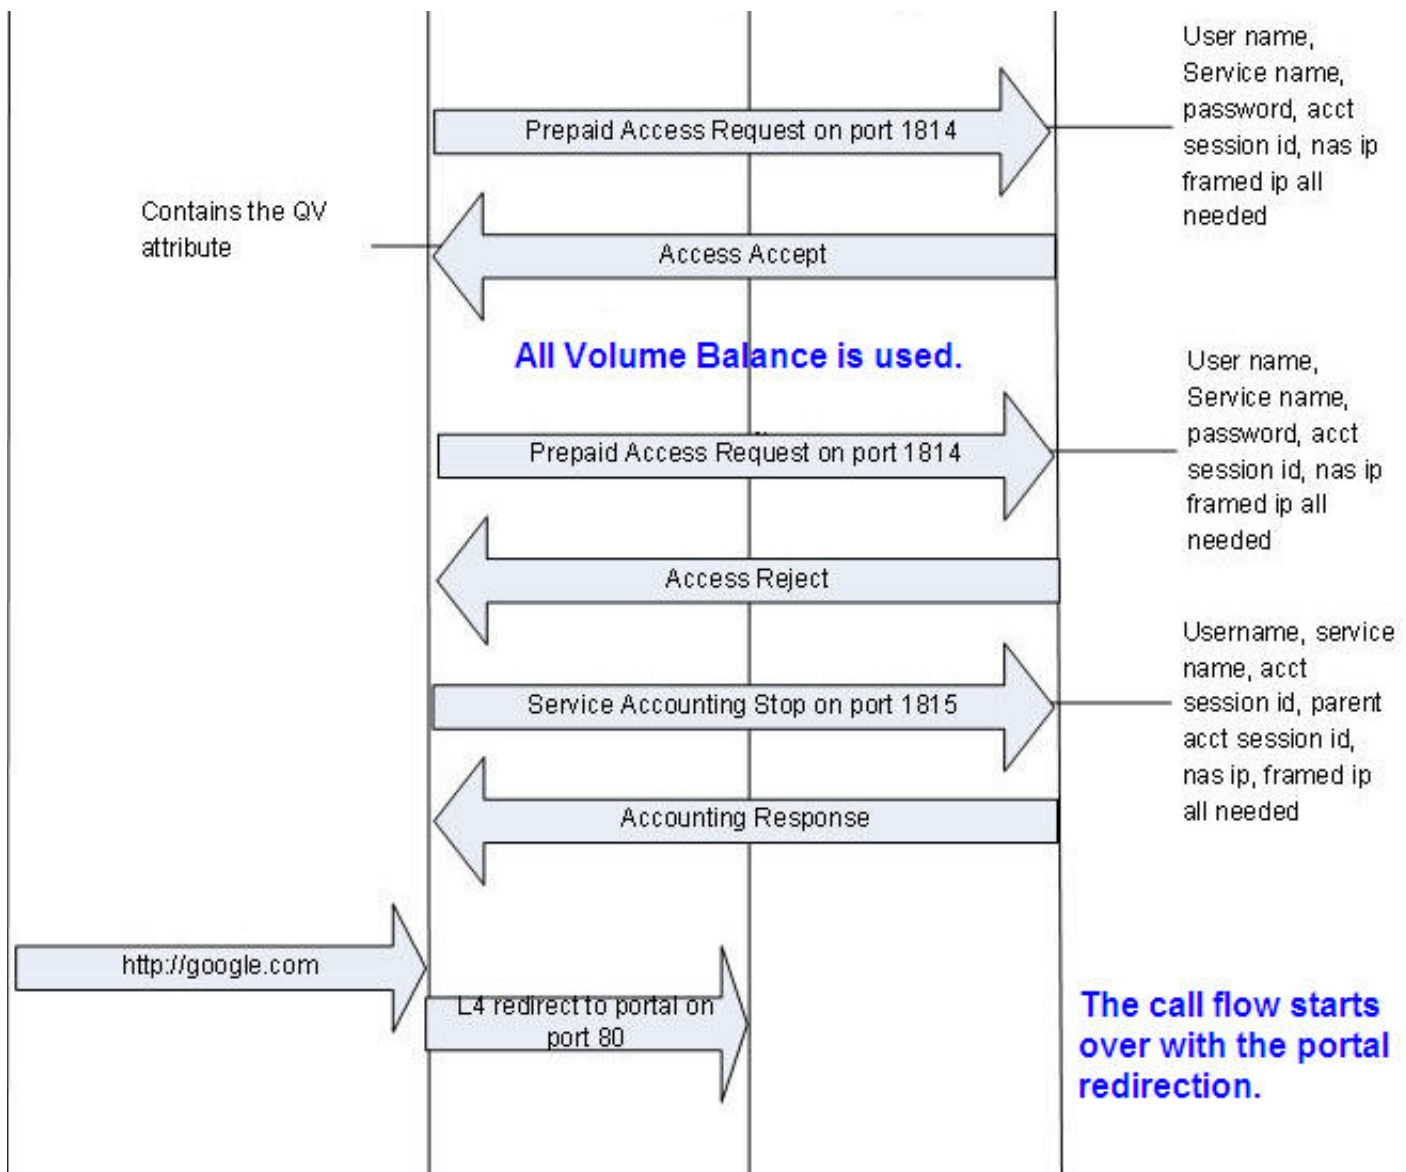 User name,
Service name,
password, acct
session id, nas ip
framed ip all
needed
Prepaid Access Request on port 1814
Contains the QV
attribute
Access Accept
All Volume Balance is used.
User name,
Service name,
password, acct
session id, nas ip
framed ip all
needed
Prepaid Access Request on port 1814
Access Reject
Username, service
name, acct
session id, parent
acct session id,
nas ip, framed ip
all needed
Service Accounting Stop on port 1815
Accounting Response
http://google.com
L4 redirect to portal on
port 80
The call flow starts
over with the portal
redirection.